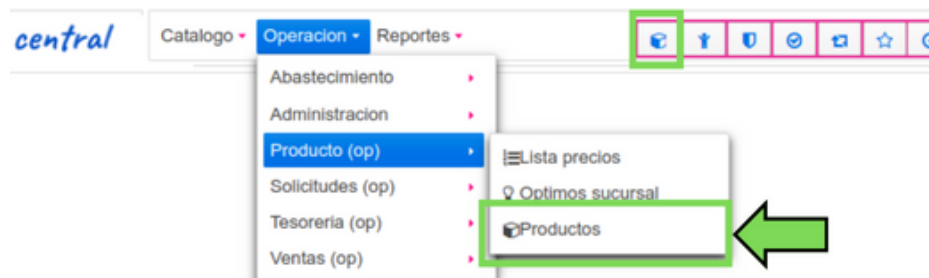 central
Catalogo Operacion Reportes
Abastecimiento
Administracion
Producto (op)
Solicitudes (op)
Tesoreria (op)
Ventas (op)
Lista precios
Optimos sucursal
Productos